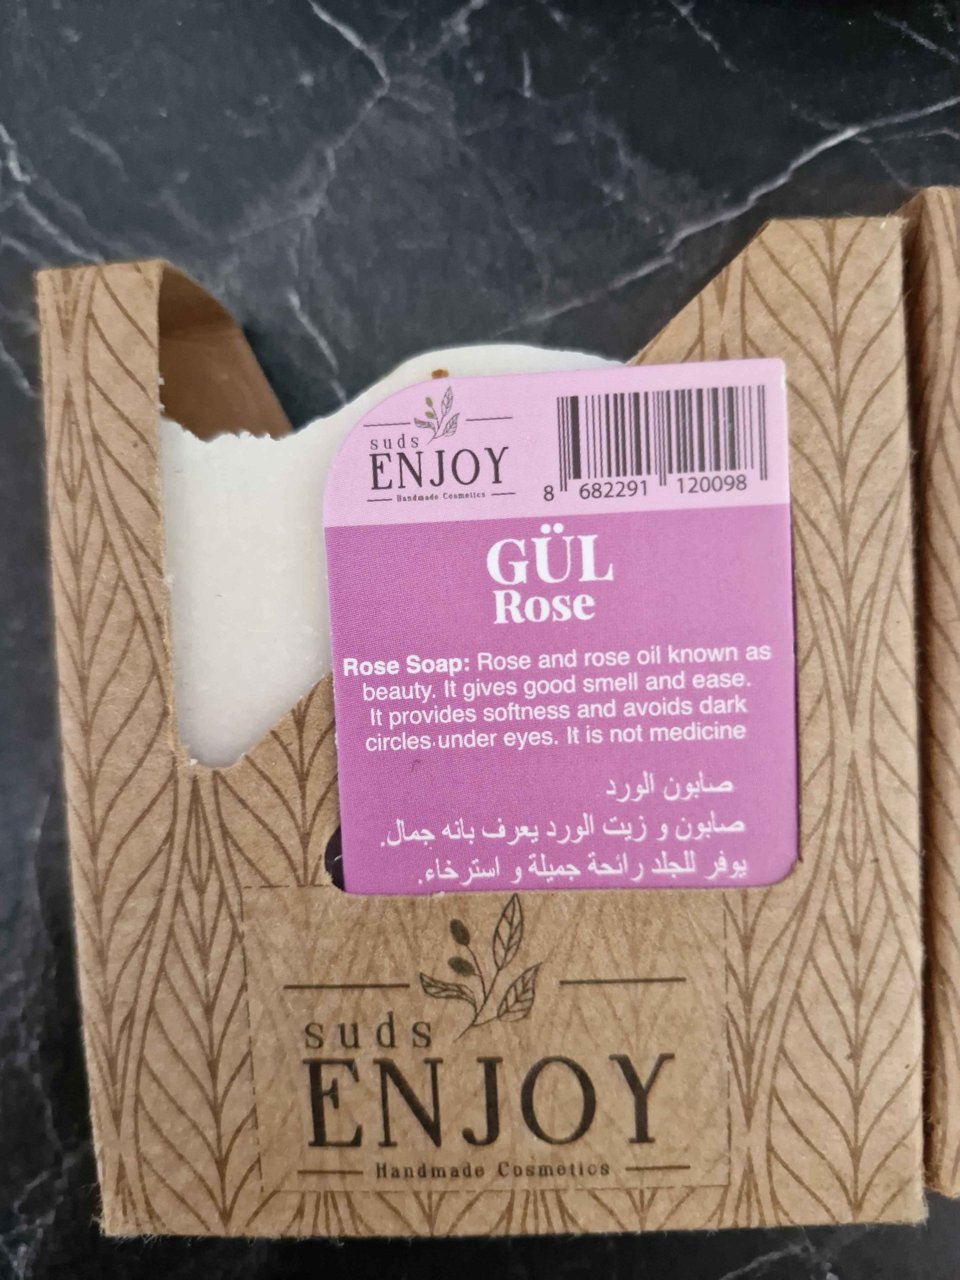 suds
ENJOY
Handmade Cosmetics
8 682291 120098
GÜL
Rose
Rose Soap: Rose and rose oil known as
beauty. It gives good smell and ease.
It provides softness and avoids dark
circles under eyes. It is not medicine
صابون الورد
صابون و زيت الورد يعرف بانه جمال.
يوفر للجلد رائحة جميلة و استرخاء.
suds
ENJOY
Handmade Cosmetics